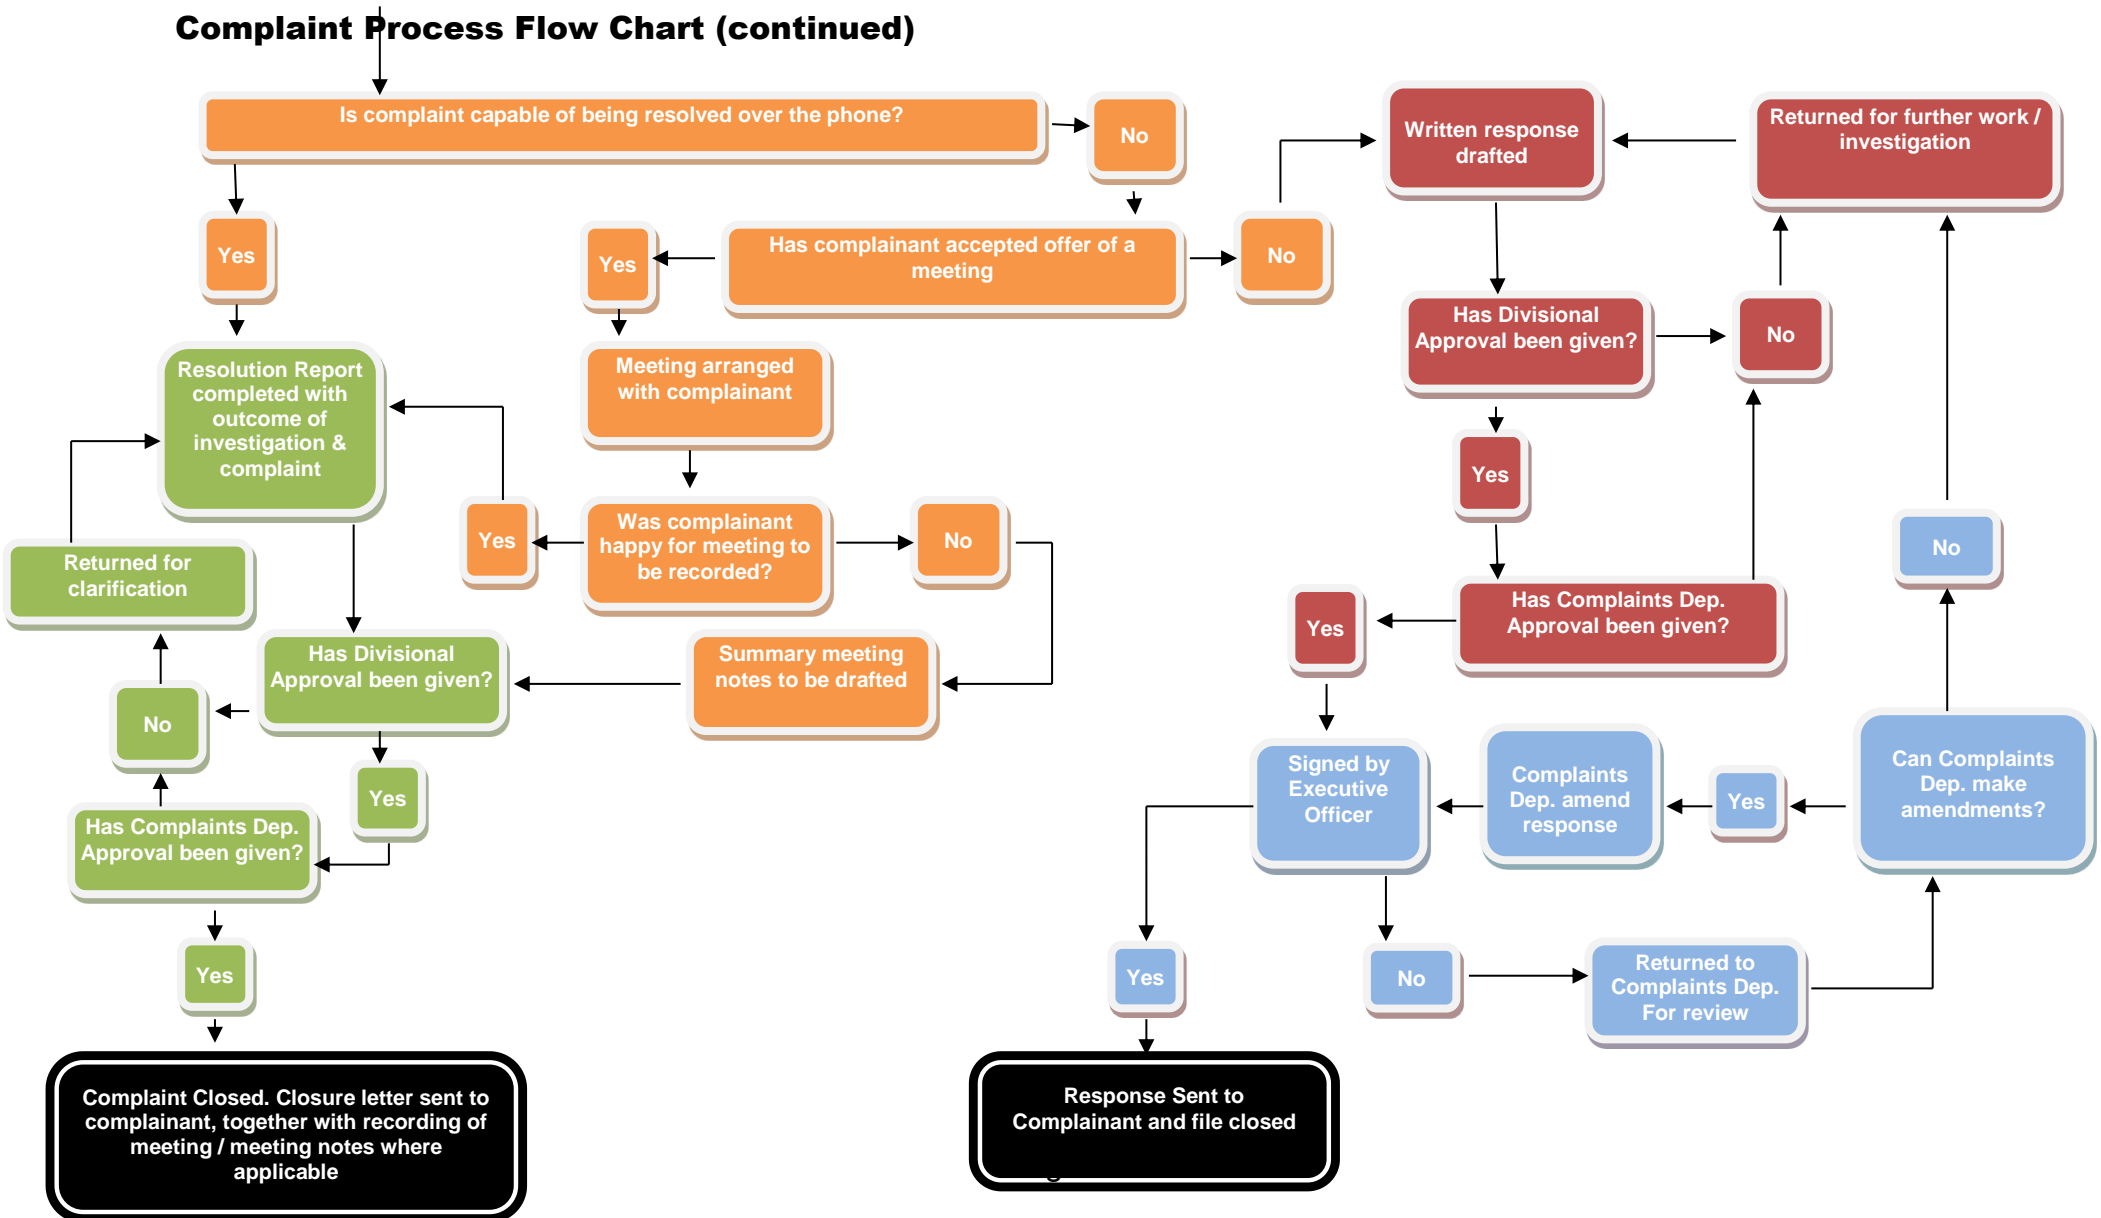 Complaint Process Flow Chart (continued)
Is complaint capable of being resolved over the phone?
No
Yes
Has complainant accepted offer of a
meeting
Yes
No
Meeting arranged
with complainant
Was complainant
happy for meeting to
be recorded?
Yes
No
Summary meeting
notes to be drafted
Resolution Report
completed with
outcome of
investigation &
complaint
Returned for
clarification
Has Divisional
Approval been given?
No
Yes
Has Complaints Dep.
Approval been given?
Yes
Complaint Closed. Closure letter sent to
complainant, together with recording of
meeting / meeting notes where
applicable
Written response
drafted
Returned for further work /
investigation
Has Divisional
Approval been given?
No
Yes
Has Complaints Dep.
Approval been given?
Yes
No
Signed by
Executive
Officer
Complaints
Dep. amend
response
Yes
Can Complaints
Dep. make
amendments?
Yes
No
Returned to
Complaints Dep.
For review
Response Sent to
Complainant and file closed